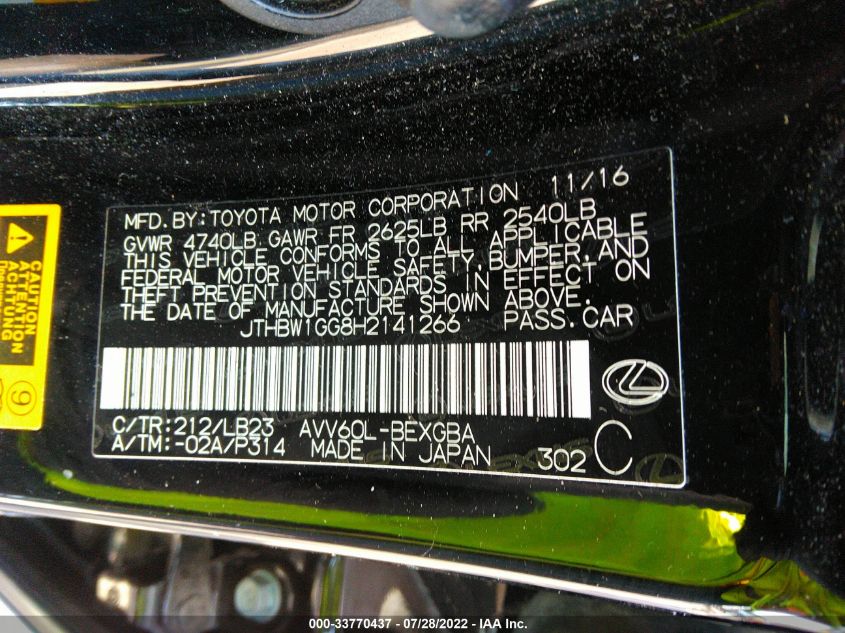 MFD.BY:TOYOTA MOTOR CORPORATION 11/16
GVWR 4740LB GAWR FR 2625LB RR 2540LB
THIS VEHICLE CONFORMS TO ALL APPLICABLE
FEDERAL MOTOR VEHICLE SAFETY,BUMPER,AND
THEFT PREVENTION STANDARDS IN EFFECT ON
THE DATE OF MANUFACTURE SHOWN ABOVE.
JTHBW1GG8H2141266 PASS.CAR
C/TR:212/LB23 AVV60L-BEXGBA
A/TM:-02A/P314 MADE IN JAPAN 302 C
CAUTION
ATTENTION
ACHTUNG
9
000-33770437 - 07/28/2022 - IAA Inc.